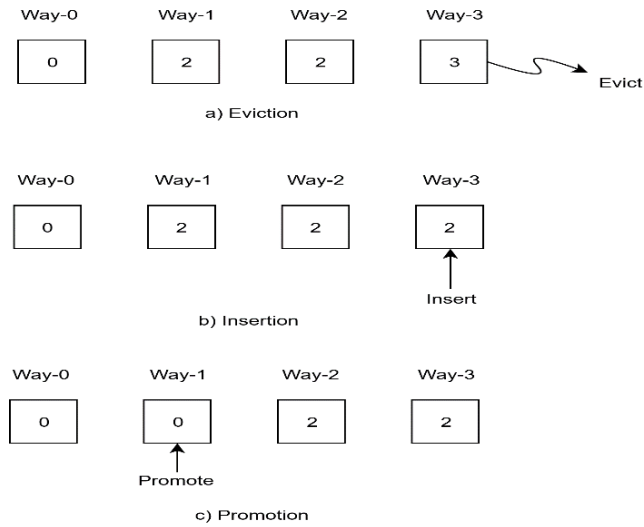 Way-0 Way-1 Way-2 Way-3
0 2 2 3
Evict
a) Eviction
Way-0 Way-1 Way-2 Way-3
0 2 2 2
Insert
b) Insertion
Way-0 Way-1 Way-2 Way-3
0 0 2 2
Promote
c) Promotion